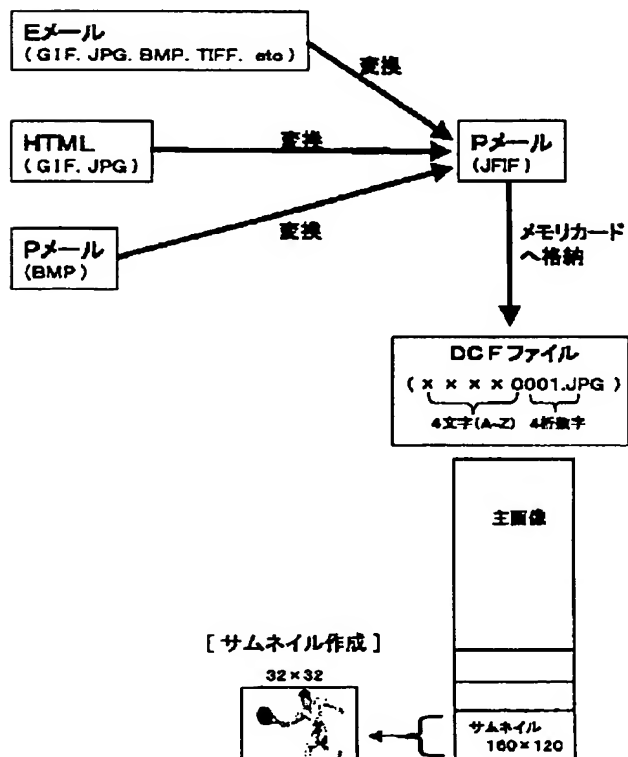 Eメール
(GIF. JPG. BMP. TIFF. etc)
変換
HTML
(GIF. JPG)
変換
Pメール
(JFIF)
Pメール
(BMP)
変換
メモリカード
へ格納
DCFファイル
(××××0001.JPG)
4文字(A~Z) 4桁数字
主画像
[サムネイル作成]
32×32
サムネイル
160×120